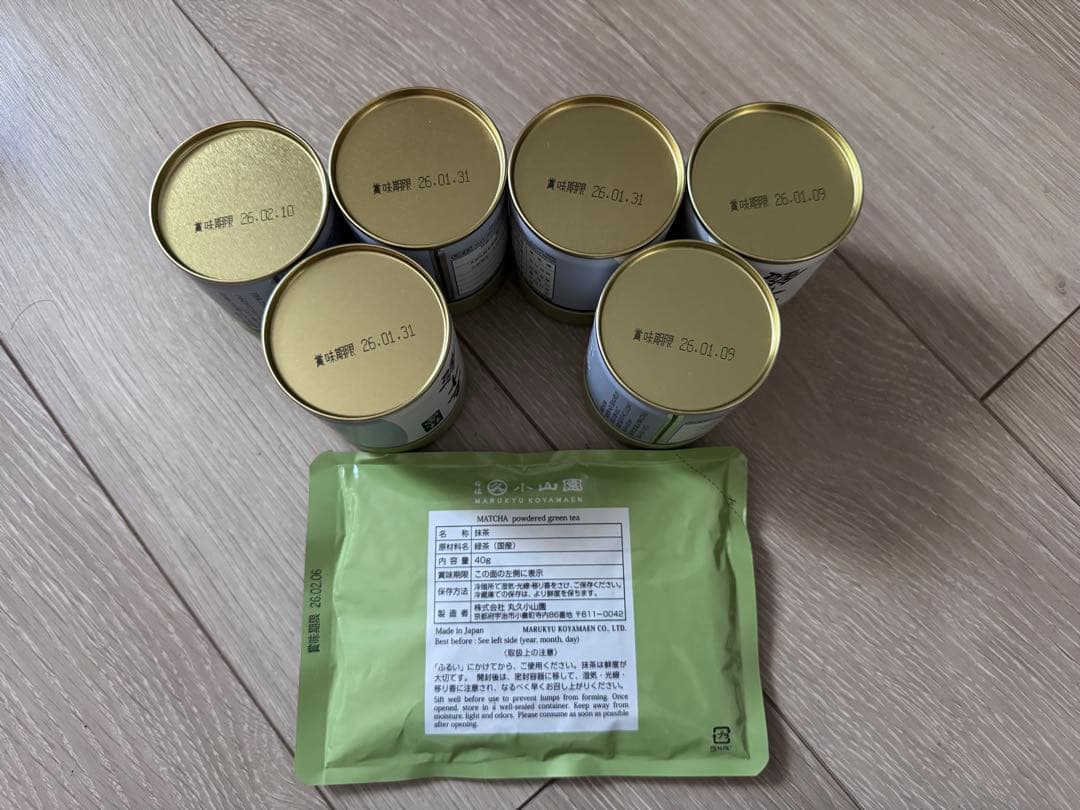 賞味期限 26.02.10
賞味期限 26.01.31
賞味期限 26.01.31
賞味期限 26.01.09
賞味期限 26.01.31
賞味期限 26.01.09
小山園
MARUKYU KOYAMAEN
MATCHA powdered green tea
名 称 抹茶
原材料名 緑茶（国産）
内 容 量 40g
賞味期限 この面の左側に表示
保存方法 冷暗所で湿気・光線・移り香をさけ、ご保存ください。
冷蔵庫での保存は、より鮮度を保ちます。
製 造 者 株式会社 丸久小山園
京都府宇治市小倉町寺内86番地 〒611-0042
Made in Japan MARUKYU KOYAMAEN CO., LTD.
Best before : See left side (year, month, day)
〈取扱上の注意〉
「ふるい」にかけてから、ご使用ください。抹茶は鮮度が
大切です。 開封後は、密封容器に移して、湿気・光線・
移り香に注意され、なるべく早くお召し上がりください。
Sift well before use to prevent lumps from forming. Once
opened, store in a well-sealed container. Keep away from
moisture, light and odors. Please consume as soon as possible
after opening.
賞味期限 26.02.06